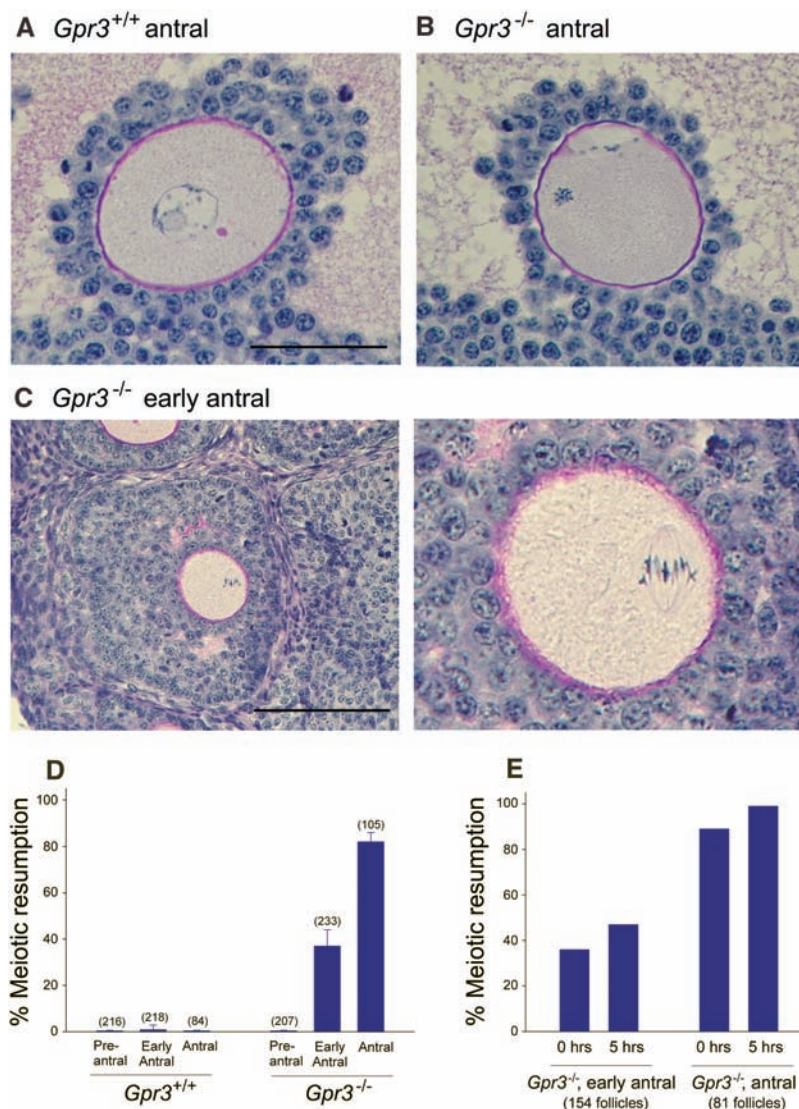 A Gpr3+/+ antral
B Gpr3-/- antral
C Gpr3-/- early antral
D
% Meiotic resumption
100
80
60
40
20
0
(216)
(218)
(84)
(207)
(233)
(105)
Pre-
antral
Early
Antral
Antral
Pre-
antral
Early
Antral
Antral
Gpr3+/+
Gpr3-/-
E
% Meiotic resumption
100
80
60
40
20
0
0 hrs
5 hrs
0 hrs
5 hrs
Gpr3-/-, early antral
(154 follicles)
Gpr3-/-, antral
(81 follicles)